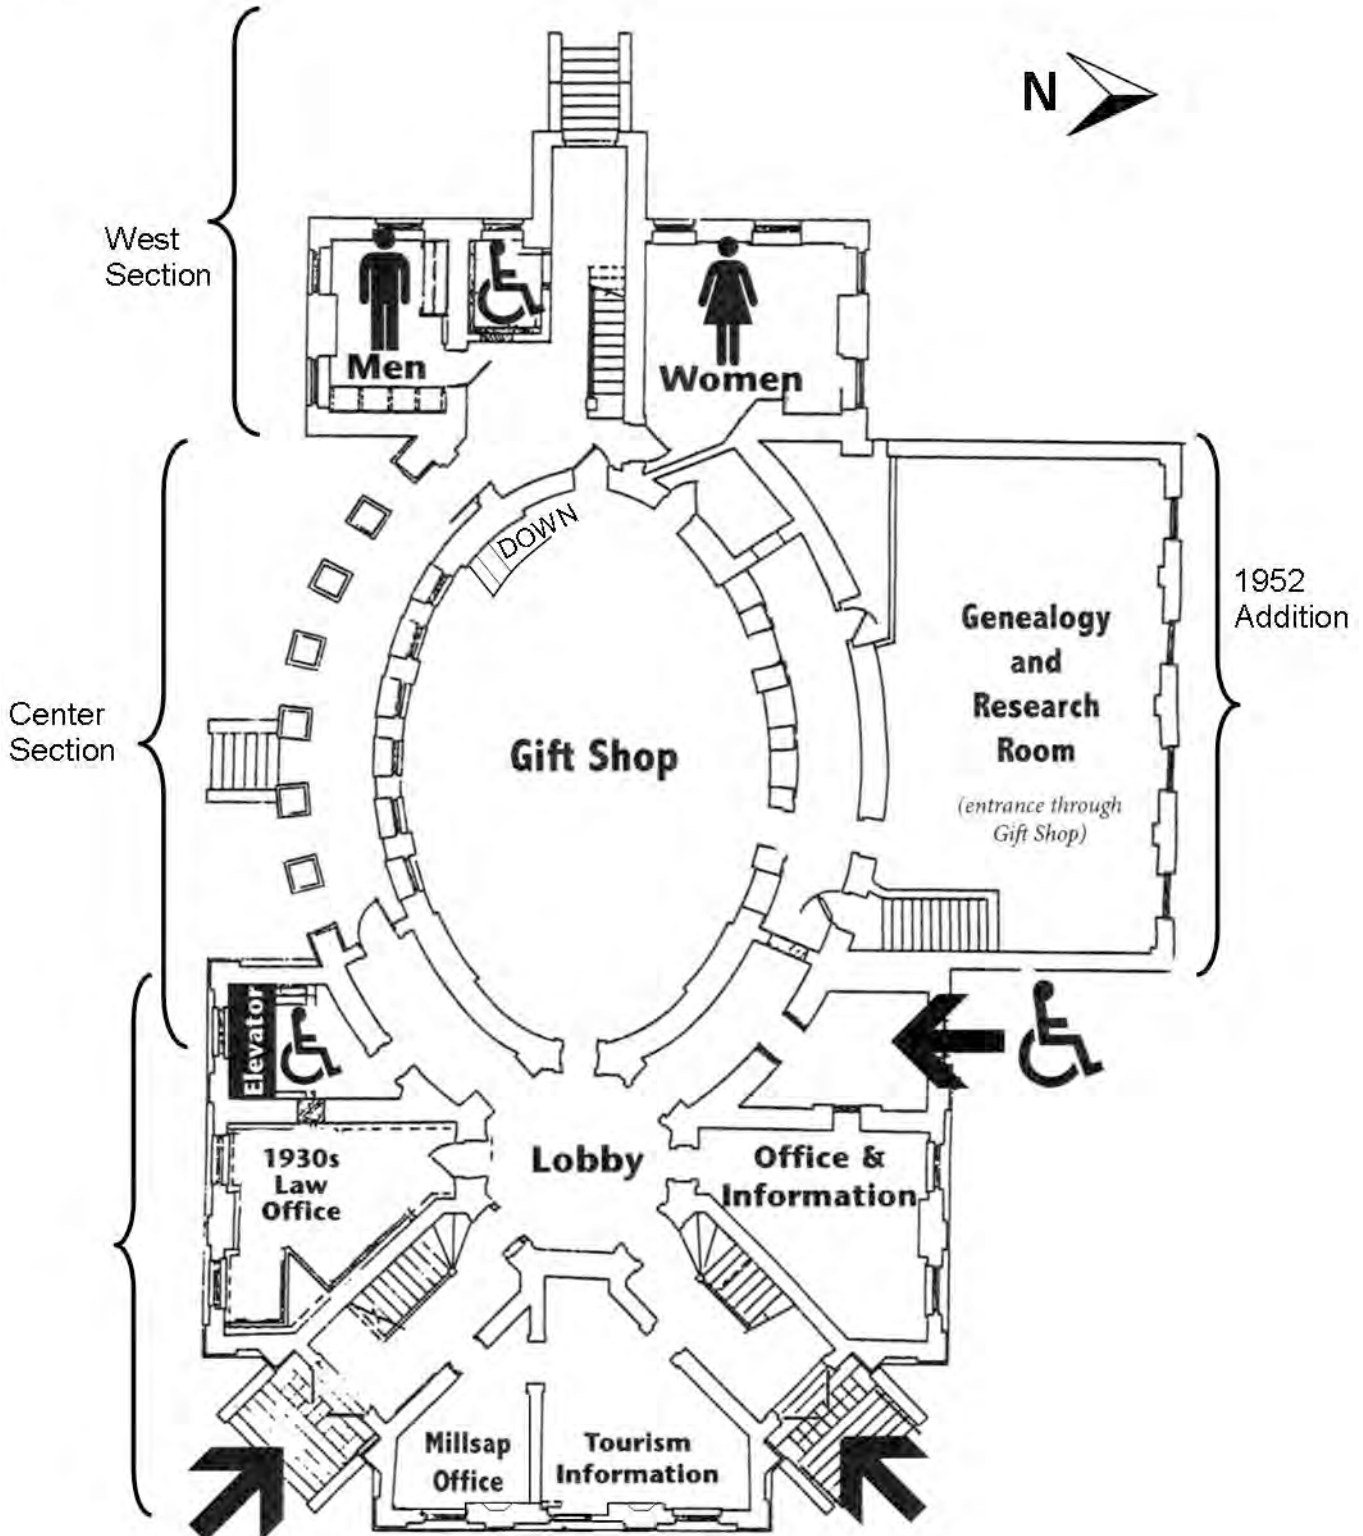 N
West
Section
Men
Women
DOWN
1952
Addition
Genealogy
and
Research
Room
(entrance through
Gift Shop)
Center
Section
Gift Shop
Elevator
1930s
Law
Office
Lobby
Office &
Information
Millsap
Office
Tourism
Information